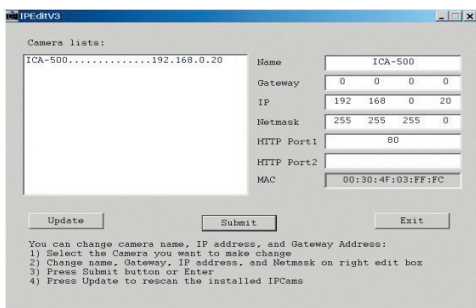 IPEditV3
Camera lists:
ICA-500..............192.168.0.20
Name ICA-500
Gateway 0 0 0 0
IP 192 168 0 20
Netmask 255 255 255 0
HTTP Port1 80
HTTP Port2
MAC 00:30:4F:03:FF:FC
Update Submit Exit
You can change camera name, IP address, and Gateway Address:
1) Select the Camera you want to make change
2) Change name, Gateway, IP address, and Netmask on right edit box
3) Press Submit button or Enter
4) Press Update to rescan the installed IPCams